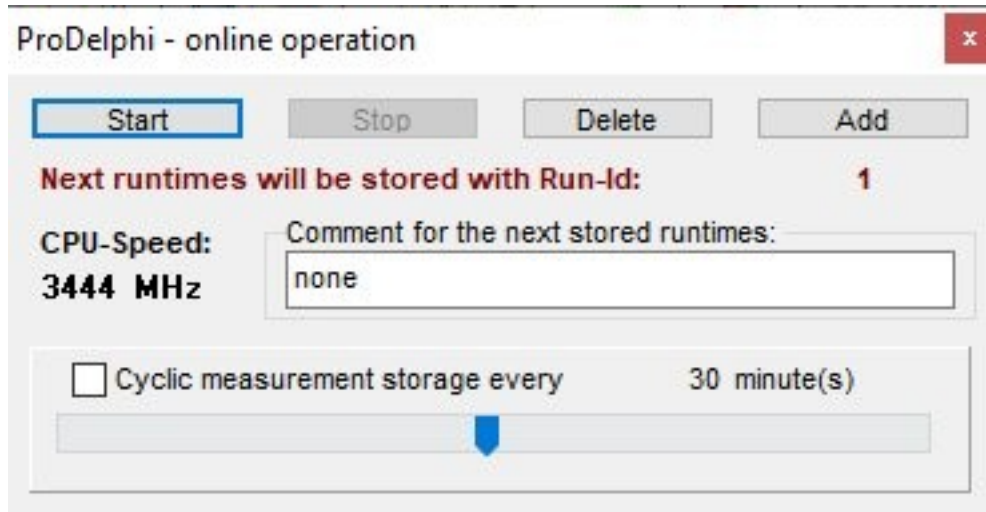 ProDelphi - online operation
x
Start Stop Delete Add
Next runtimes will be stored with Run-Id: 1
CPU-Speed:
3444 MHz
Comment for the next stored runtimes:
none
Cyclic measurement storage every 30 minute(s)